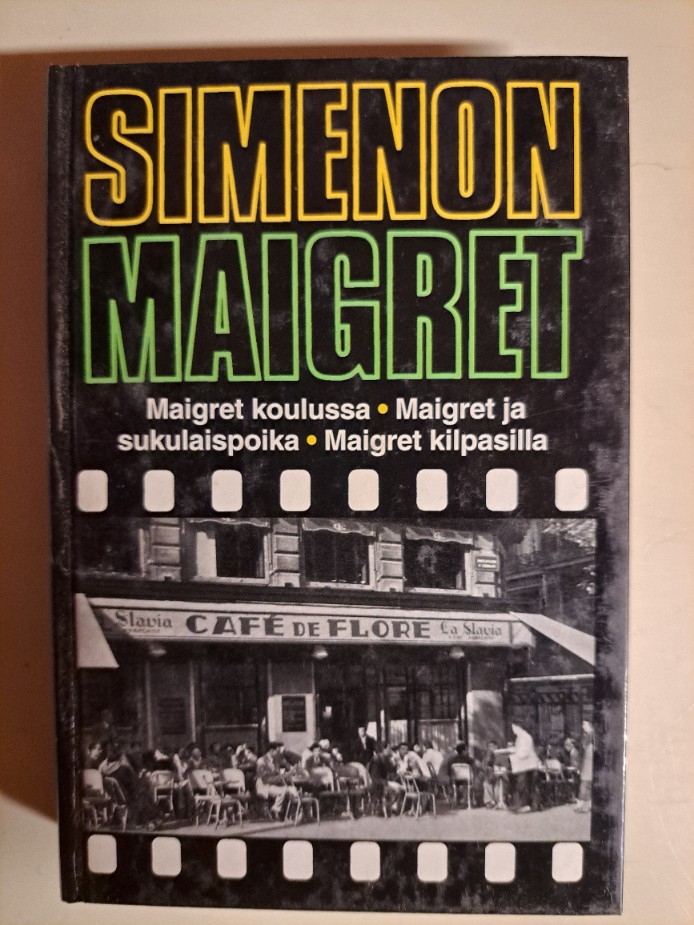 SIMENON
MAIGRET
Maigret koulussa • Maigret ja
sukulaispoika • Maigret kilpasilla
Slavia CAFÉ DE FLORE La Slavia